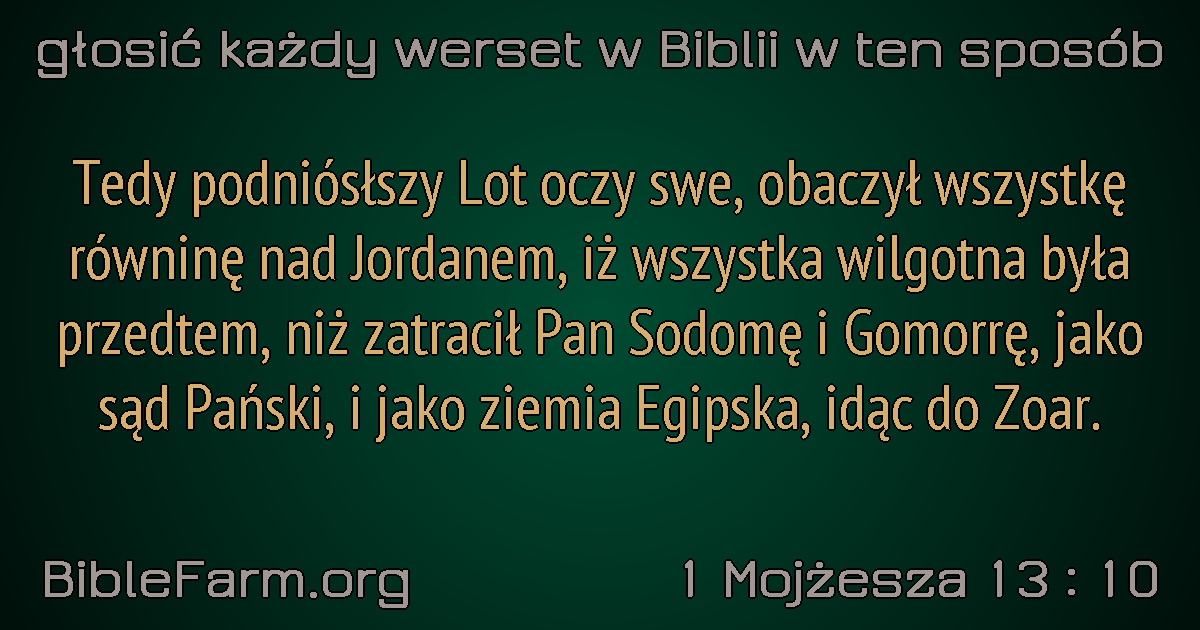 głosić każdy werset w Biblii w ten sposób
Tedy podniósłszy Lot oczy swe, obaczył wszystkę
równinę nad Jordanem, iż wszystka wilgotna była
przedtem, niż zatracił Pan Sodomę i Gomorrę, jako
sąd Pański, i jako ziemia Egipska, idąc do Zoar.
BibleFarm.org
1 Mojżesza 13 : 10